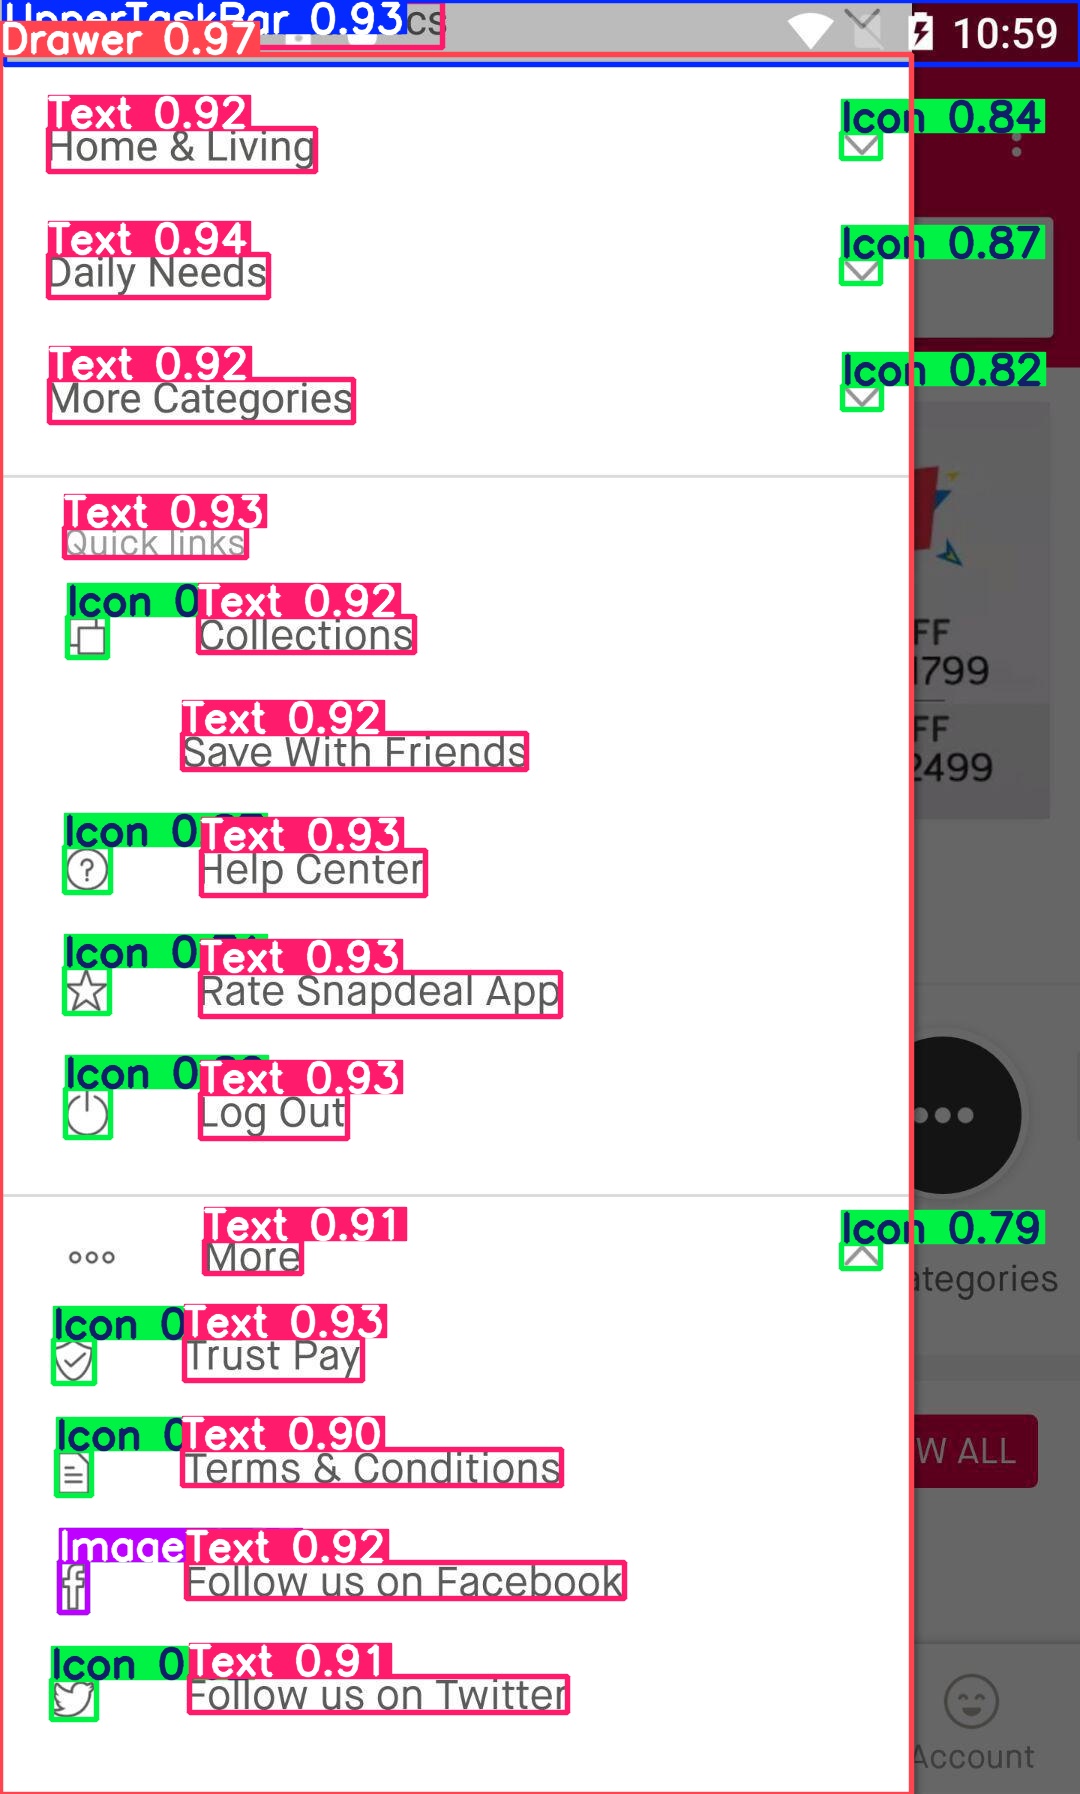 UpperTaskBar 0.93
cs
10:59
Drawer 0.97
Text 0.92
Icon 0.84
Home & Living
Text 0.94
Icon 0.87
Daily Needs
Text 0.92
Icon 0.82
More Categories
Text 0.93
Quick links
Icon 0
Text 0.92
Collections
FF
1799
Text 0.92
FF
Save With Friends
2499
Icon 0
Text 0.93
Help Center
Icon 0
Text 0.93
Rate Snapdeal App
Icon 0
Text 0.93
Log Out
Text 0.91
Icon 0.79
More
ategories
Icon 0
Text 0.93
Trust Pay
Icon 0
Text 0.90
W ALL
Terms & Conditions
Image
Text 0.92
Follow us on Facebook
Icon 0
Text 0.91
Follow us on Twitter
Account